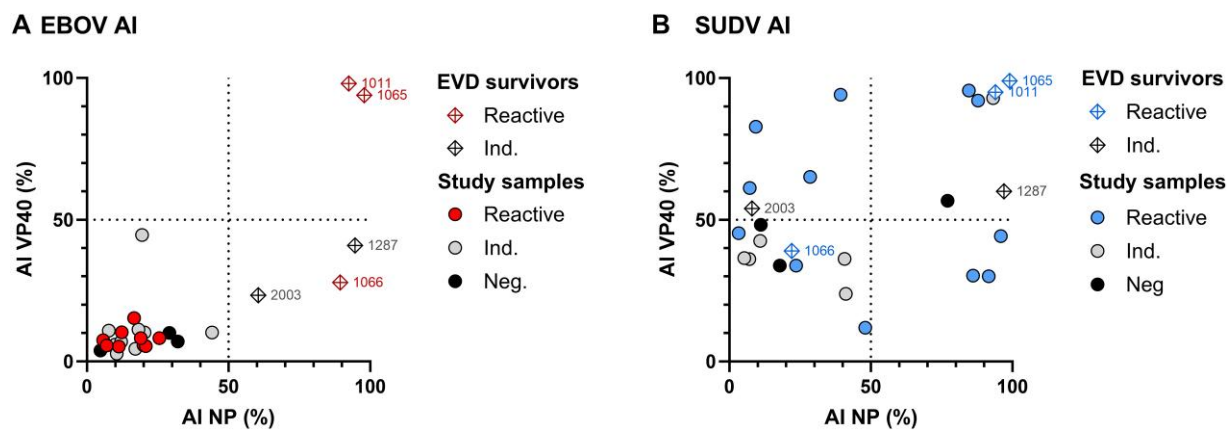 A EBOV AI
AI VP40 (%)
100
50
0
0
50
100
AI NP (%)
1011
1065
1287
1066
2003
EVD survivors
Reactive
Ind.
Study samples
Reactive
Ind.
Neg.
B SUDV AI
AI VP40 (%)
100
50
0
0
50
100
AI NP (%)
1065
1011
1287
2003
1066
EVD survivors
Reactive
Ind.
Study samples
Reactive
Ind.
Neg